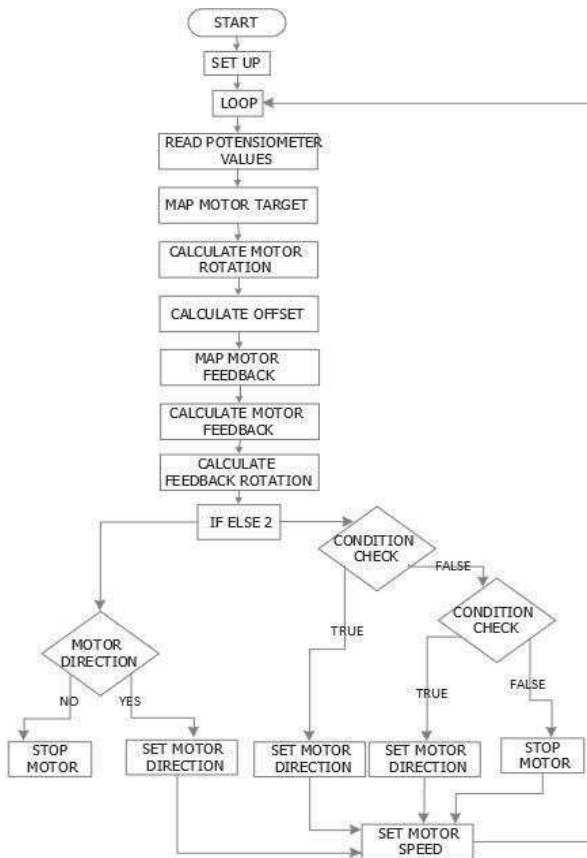 START
SET UP
LOOP
READ POTENSIOMETER
VALUES
MAP MOTOR TARGET
CALCULATE MOTOR
ROTATION
CALCULATE OFFSET
MAP MOTOR
FEEDBACK
CALCULATE MOTOR
FEEDBACK
CALCULATE
FEEDBACK ROTATION
IF ELSE 2
CONDITION
CHECK
FALSE
CONDITION
CHECK
TRUE
MOTOR
DIRECTION
NO
YES
TRUE
FALSE
STOP
MOTOR
SET MOTOR
DIRECTION
SET MOTOR
DIRECTION
SET MOTOR
DIRECTION
STOP
MOTOR
SET MOTOR
SPEED